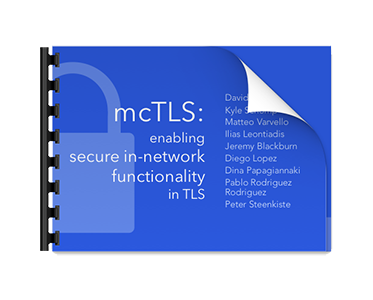 mcTLS:
enabling
secure in-network
functionality
in TLS
David
Kyle
Matteo Varvello
Ilias Leontiadis
Jeremy Blackburn
Diego Lopez
Dina Papagiannaki
Pablo Rodriguez
Rodriguez
Peter Steenkiste